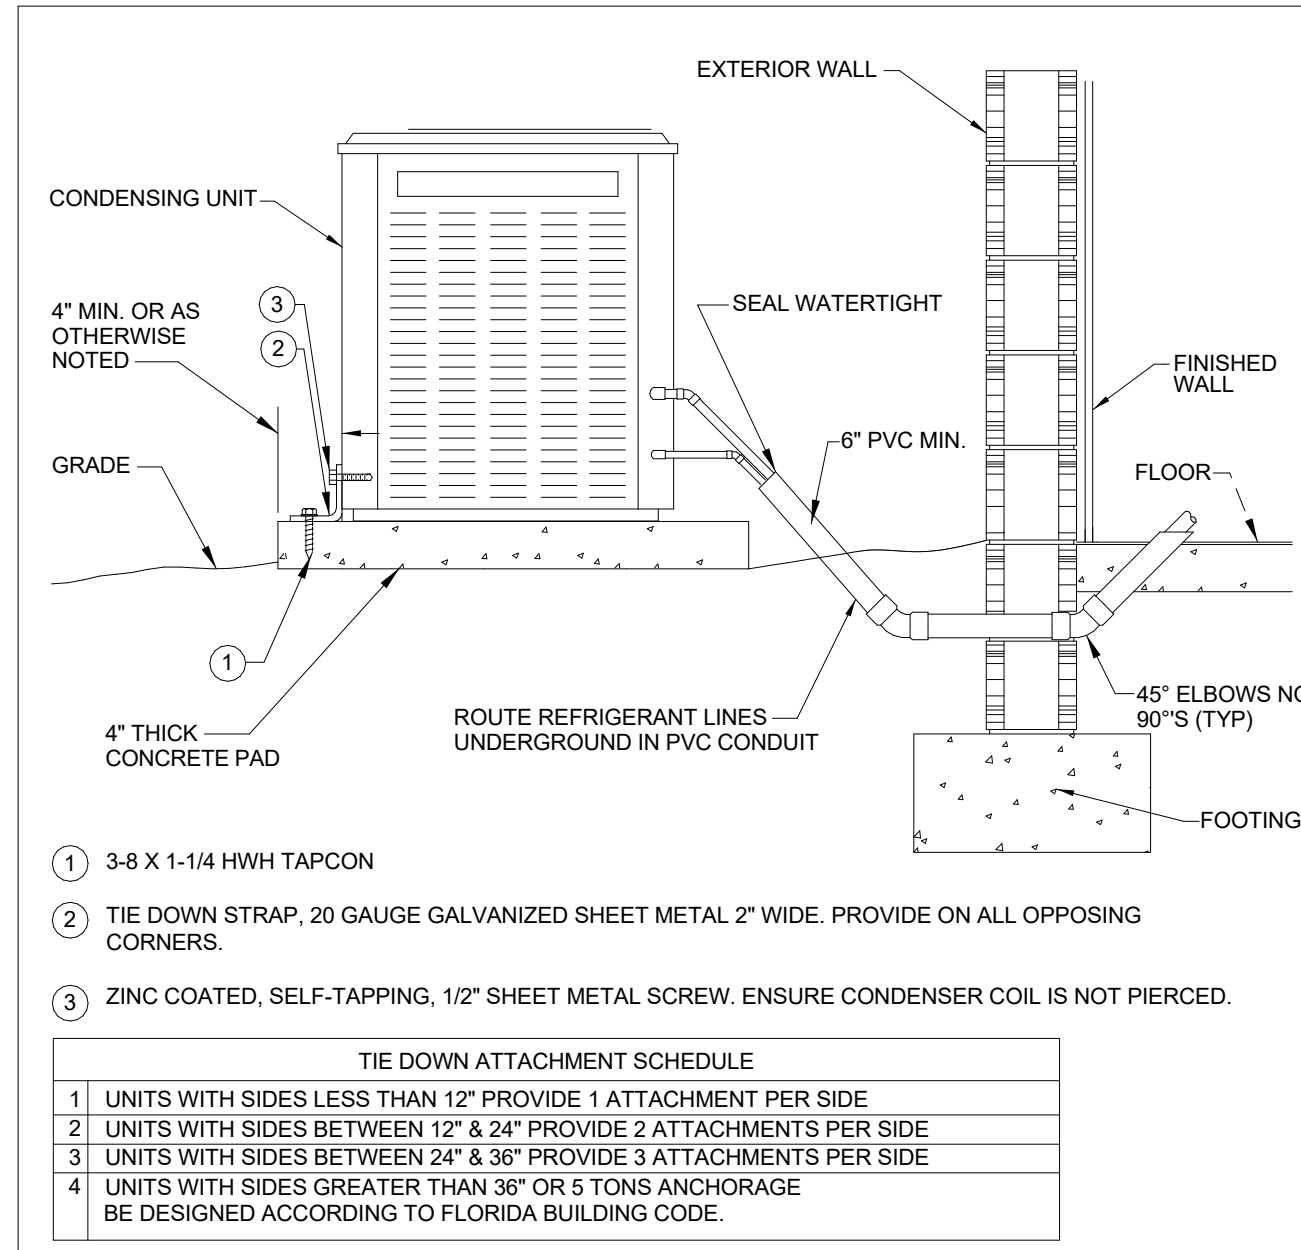 EXTERIOR WALL
CONDENSING UNIT
4" MIN. OR AS
OTHERWISE
NOTED
3
2
SEAL WATERTIGHT
FINISHED
WALL
6" PVC MIN.
GRADE
FLOOR
1
4" THICK
CONCRETE PAD
ROUTE REFRIGERANT LINES
UNDERGROUND IN PVC CONDUIT
45° ELBOWS
90°'S (TYP)
FOOTING
1 3-8 X 1-1/4 HWH TAPCON
2 TIE DOWN STRAP, 20 GAUGE GALVANIZED SHEET METAL 2" WIDE. PROVIDE ON ALL OPPOSING
CORNERS.
3 ZINC COATED, SELF-TAPPING, 1/2" SHEET METAL SCREW. ENSURE CONDENSER COIL IS NOT PIERCED.
TIE DOWN ATTACHMENT SCHEDULE
1 UNITS WITH SIDES LESS THAN 12" PROVIDE 1 ATTACHMENT PER SIDE
2 UNITS WITH SIDES BETWEEN 12" & 24" PROVIDE 2 ATTACHMENTS PER SIDE
3 UNITS WITH SIDES BETWEEN 24" & 36" PROVIDE 3 ATTACHMENTS PER SIDE
4 UNITS WITH SIDES GREATER THAN 36" OR 5 TONS ANCHORAGE
BE DESIGNED ACCORDING TO FLORIDA BUILDING CODE.